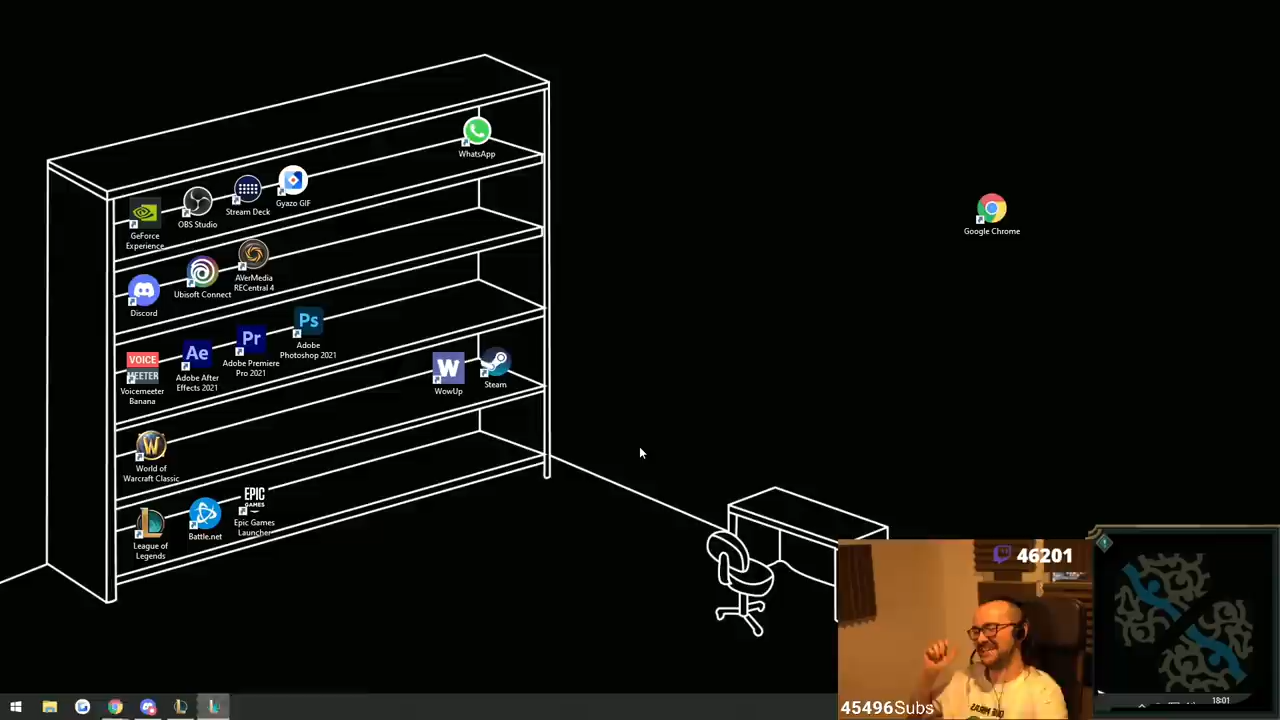 WhatsApp
GeForce
Experience
OBS Studio
Stream Deck
Gyazo GIF
Google Chrome
Discord
Ubisoft Connect
AVerMedia
RECentral 4
VOICE
MEETER
Voicemeeter
Banana
Ae
Adobe After
Effects 2021
Pr
Adobe Premiere
Pro 2021
Ps
Adobe
Photoshop 2021
W
WowUp
Steam
W
World of
Warcraft Classic
L
League of
Legends
Battle.net
EPIC
GAMES
Epic Games
Launcher
46201
45496Subs
18:01